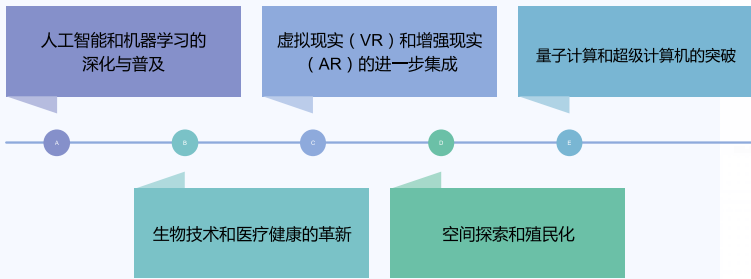 人工智能和机器学习的
深化与普及
虚拟现实（VR）和增强现实
（AR）的进一步集成
量子计算和超级计算机的突破
A
B
C
D
E
生物技术和医疗健康的革新
空间探索和殖民化